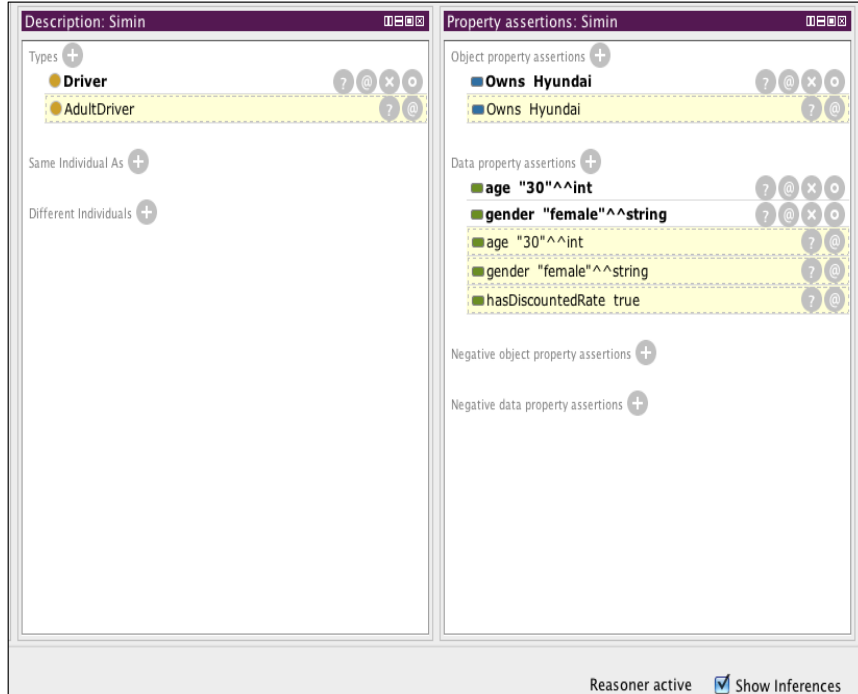 Description: Simin
Types
Driver
AdultDriver
Same Individual As
Different Individuals
Property assertions: Simin
Object property assertions
Owns Hyundai
Owns Hyundai
Data property assertions
age "30"^^int
gender "female"^^string
age "30"^^int
gender "female"^^string
hasDiscountedRate true
Negative object property assertions
Negative data property assertions
Reasoner active Show Inferences